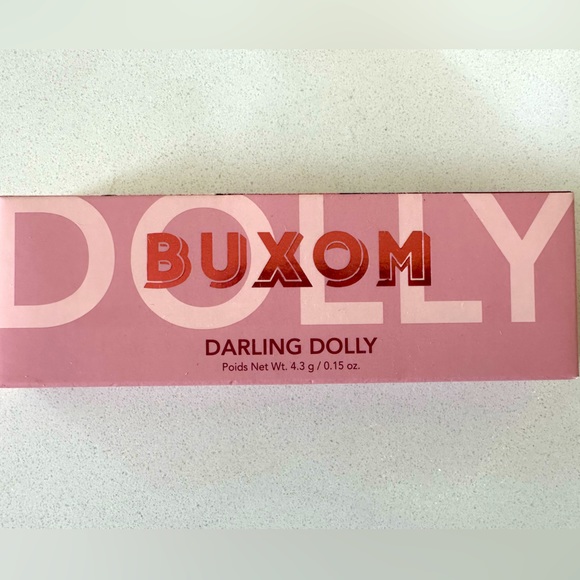 DOLLY
BUXOM
DARLING DOLLY
Poids Net Wt. 4.3 g / 0.15 oz.